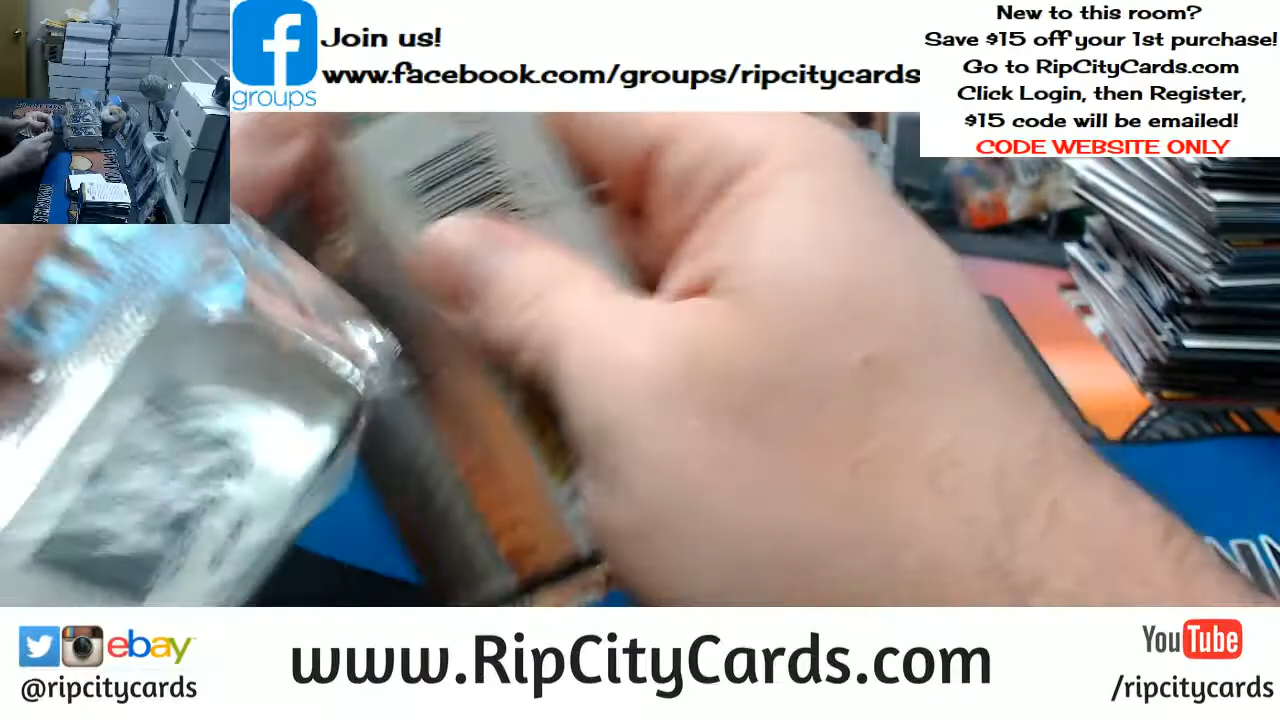 Join us!
www.facebook.com/groups/ripcitycards
groups
New to this room?
Save $15 off your 1st purchase!
Go to RipCityCards.com
Click Login, then Register,
$15 code will be emailed!
CODE WEBSITE ONLY
ebay
@ripcitycards
www.RipCityCards.com
YouTube
/ripcitycards